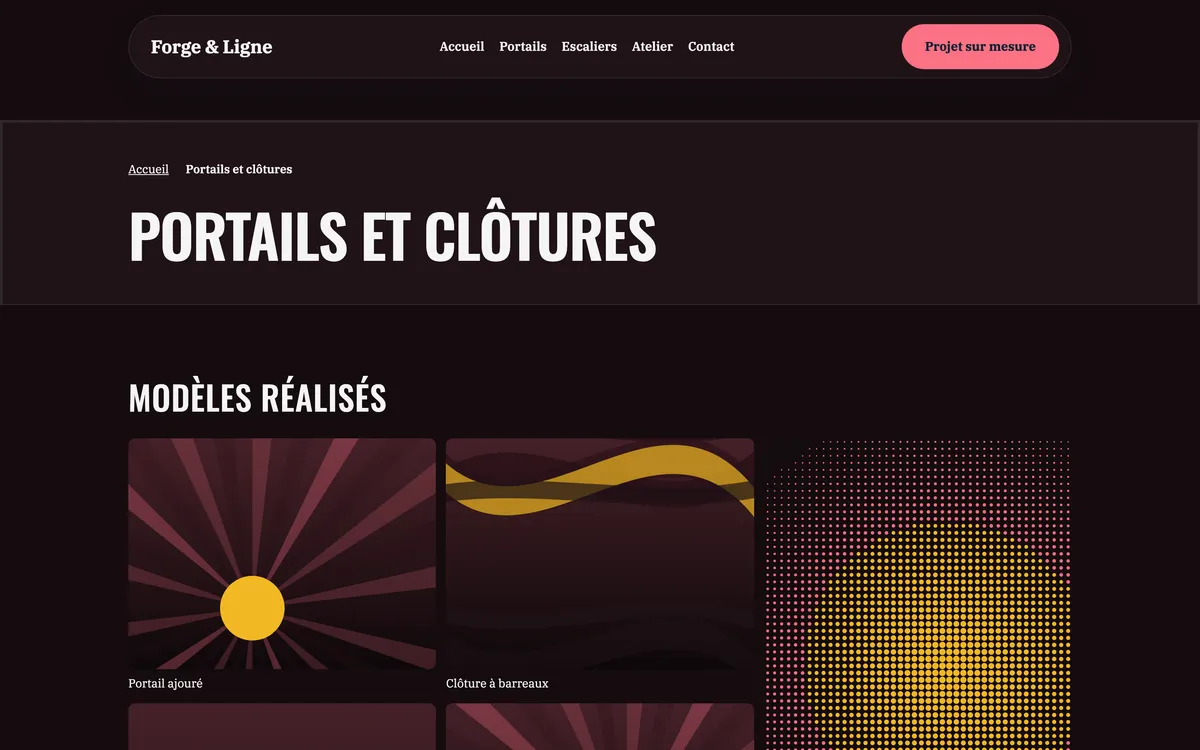 Forge & Ligne
Accueil Portails Escaliers Atelier Contact
Projet sur mesure
Accueil Portails et clôtures
PORTAILS ET CLÔTURES
MODÈLES RÉALISÉS
Portail ajouré
Clôture à barreaux